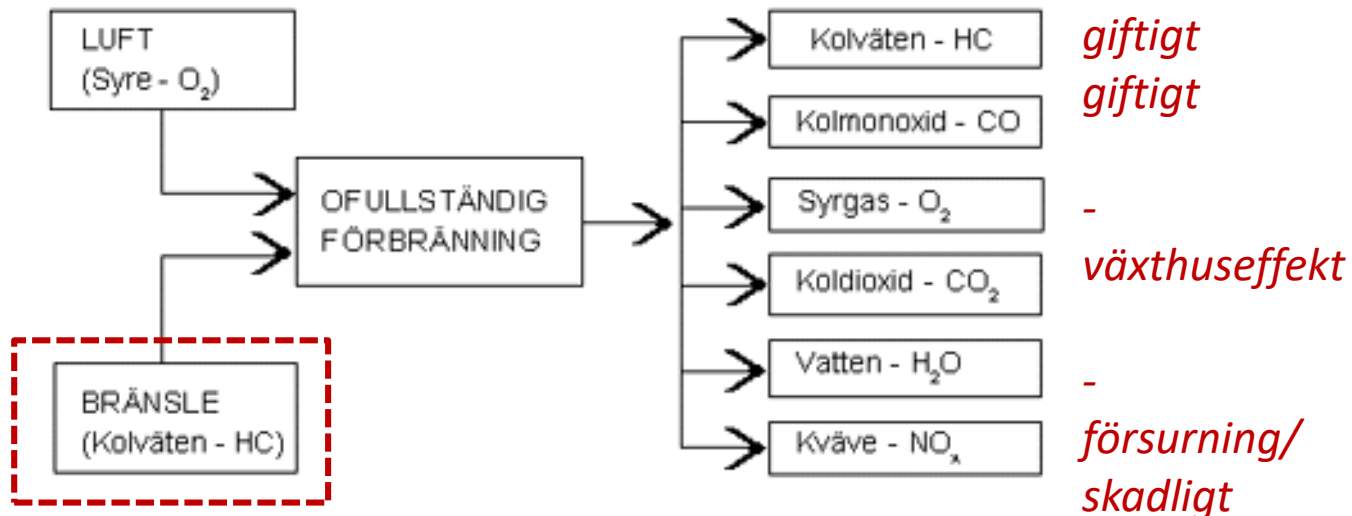 LUFT
(Syre - O₂)
BRÄNSLE
(Kolväten - HC)
OFULLSTÄNDIG
FÖRBRÄNNING
Kolväten - HC
giftigt
Kolmonoxid - CO
giftigt
Syrgas - O₂
-
Koldioxid - CO₂
växthuseffekt
Vatten - H₂O
-
Kväve - NOₓ
försurning/
skadligt